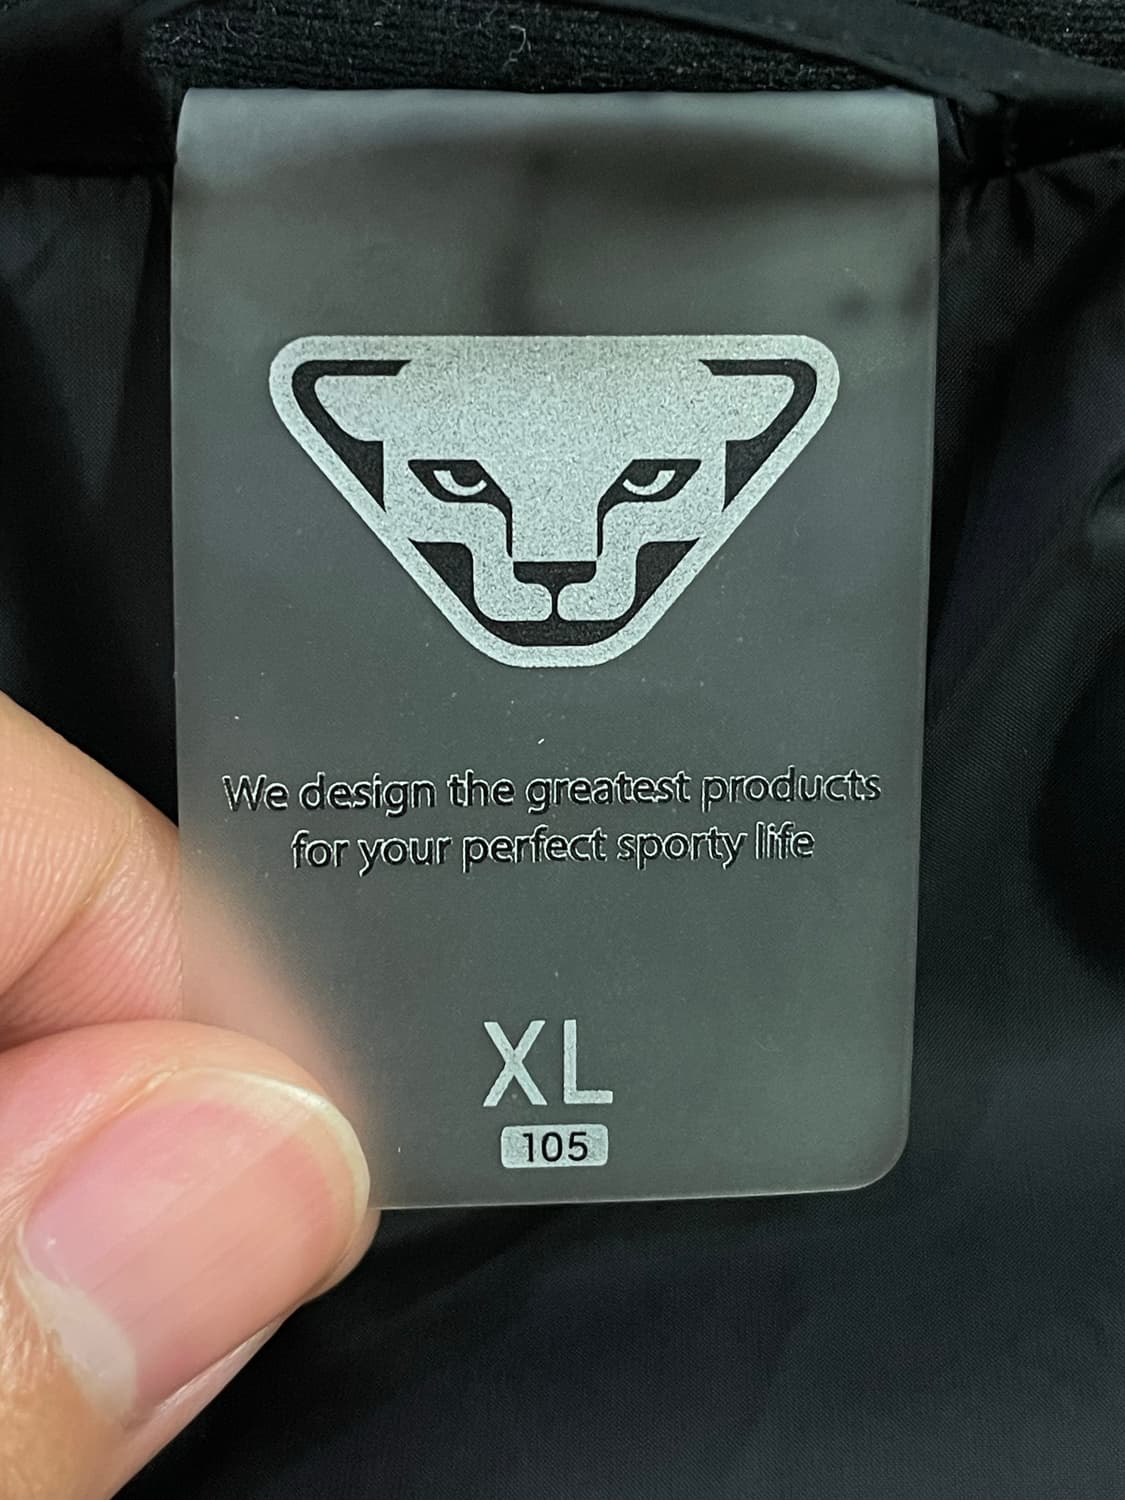 We design the greatest products
for your perfect sporty life
XL
105